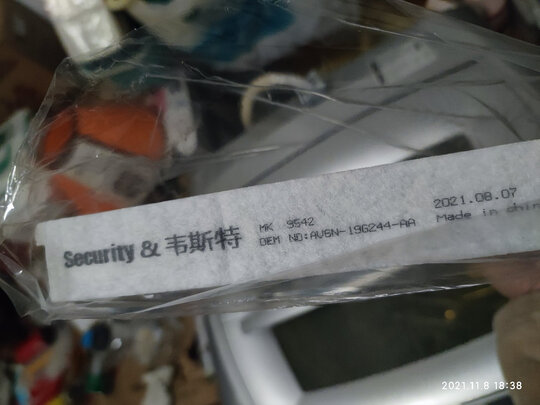 Security & 韦斯特
MK 9542
OEM NO:AV6N-19G244-AA
2021.08.07
Made in chin
2021.11.8 18:38